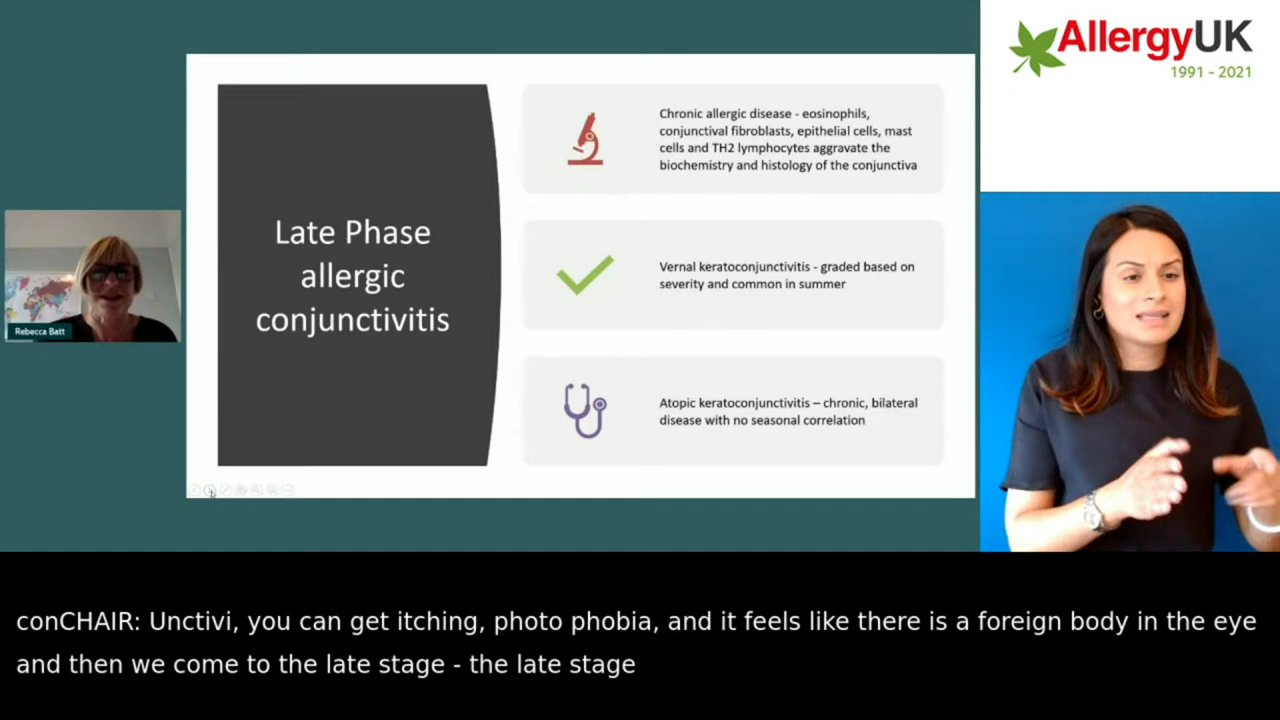 AllergyUK
1991 - 2021
Late Phase
allergic
conjunctivitis
Chronic allergic disease - eosinophils,
conjunctival fibroblasts, epithelial cells, mast
cells and TH2 lymphocytes aggravate the
biochemistry and histology of the conjunctiva
Vernal keratoconjunctivitis - graded based on
severity and common in summer
Atopic keratoconjunctivitis – chronic, bilateral
disease with no seasonal correlation
Rebecca Batt
conCHAIR: Unctivi, you can get itching, photo phobia, and it feels like there is a foreign body in the eye
and then we come to the late stage - the late stage